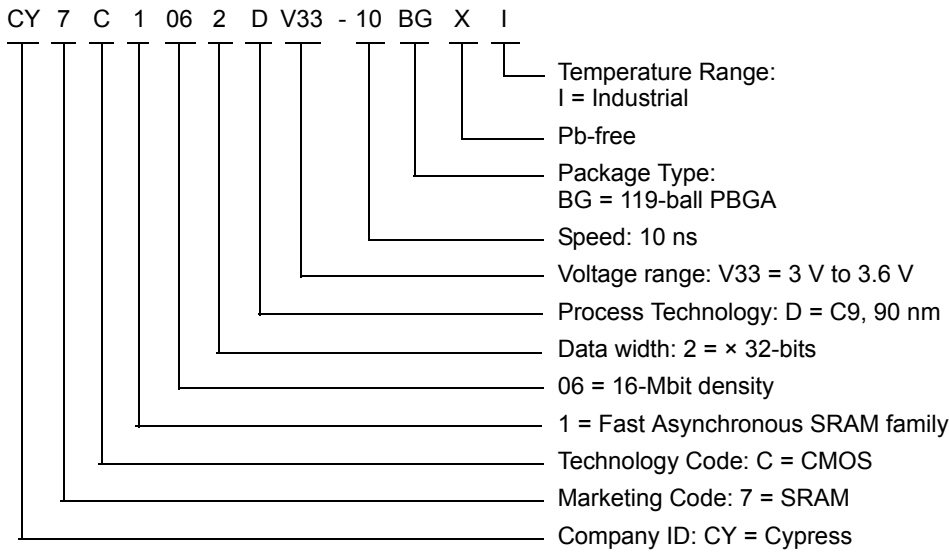 CY 7 C 1 06 2 D V33 - 10 BG X I
Temperature Range:
I = Industrial
Pb-free
Package Type:
BG = 119-ball PBGA
Speed: 10 ns
Voltage range: V33 = 3 V to 3.6 V
Process Technology: D = C9, 90 nm
Data width: 2 = × 32-bits
06 = 16-Mbit density
1 = Fast Asynchronous SRAM family
Technology Code: C = CMOS
Marketing Code: 7 = SRAM
Company ID: CY = Cypress